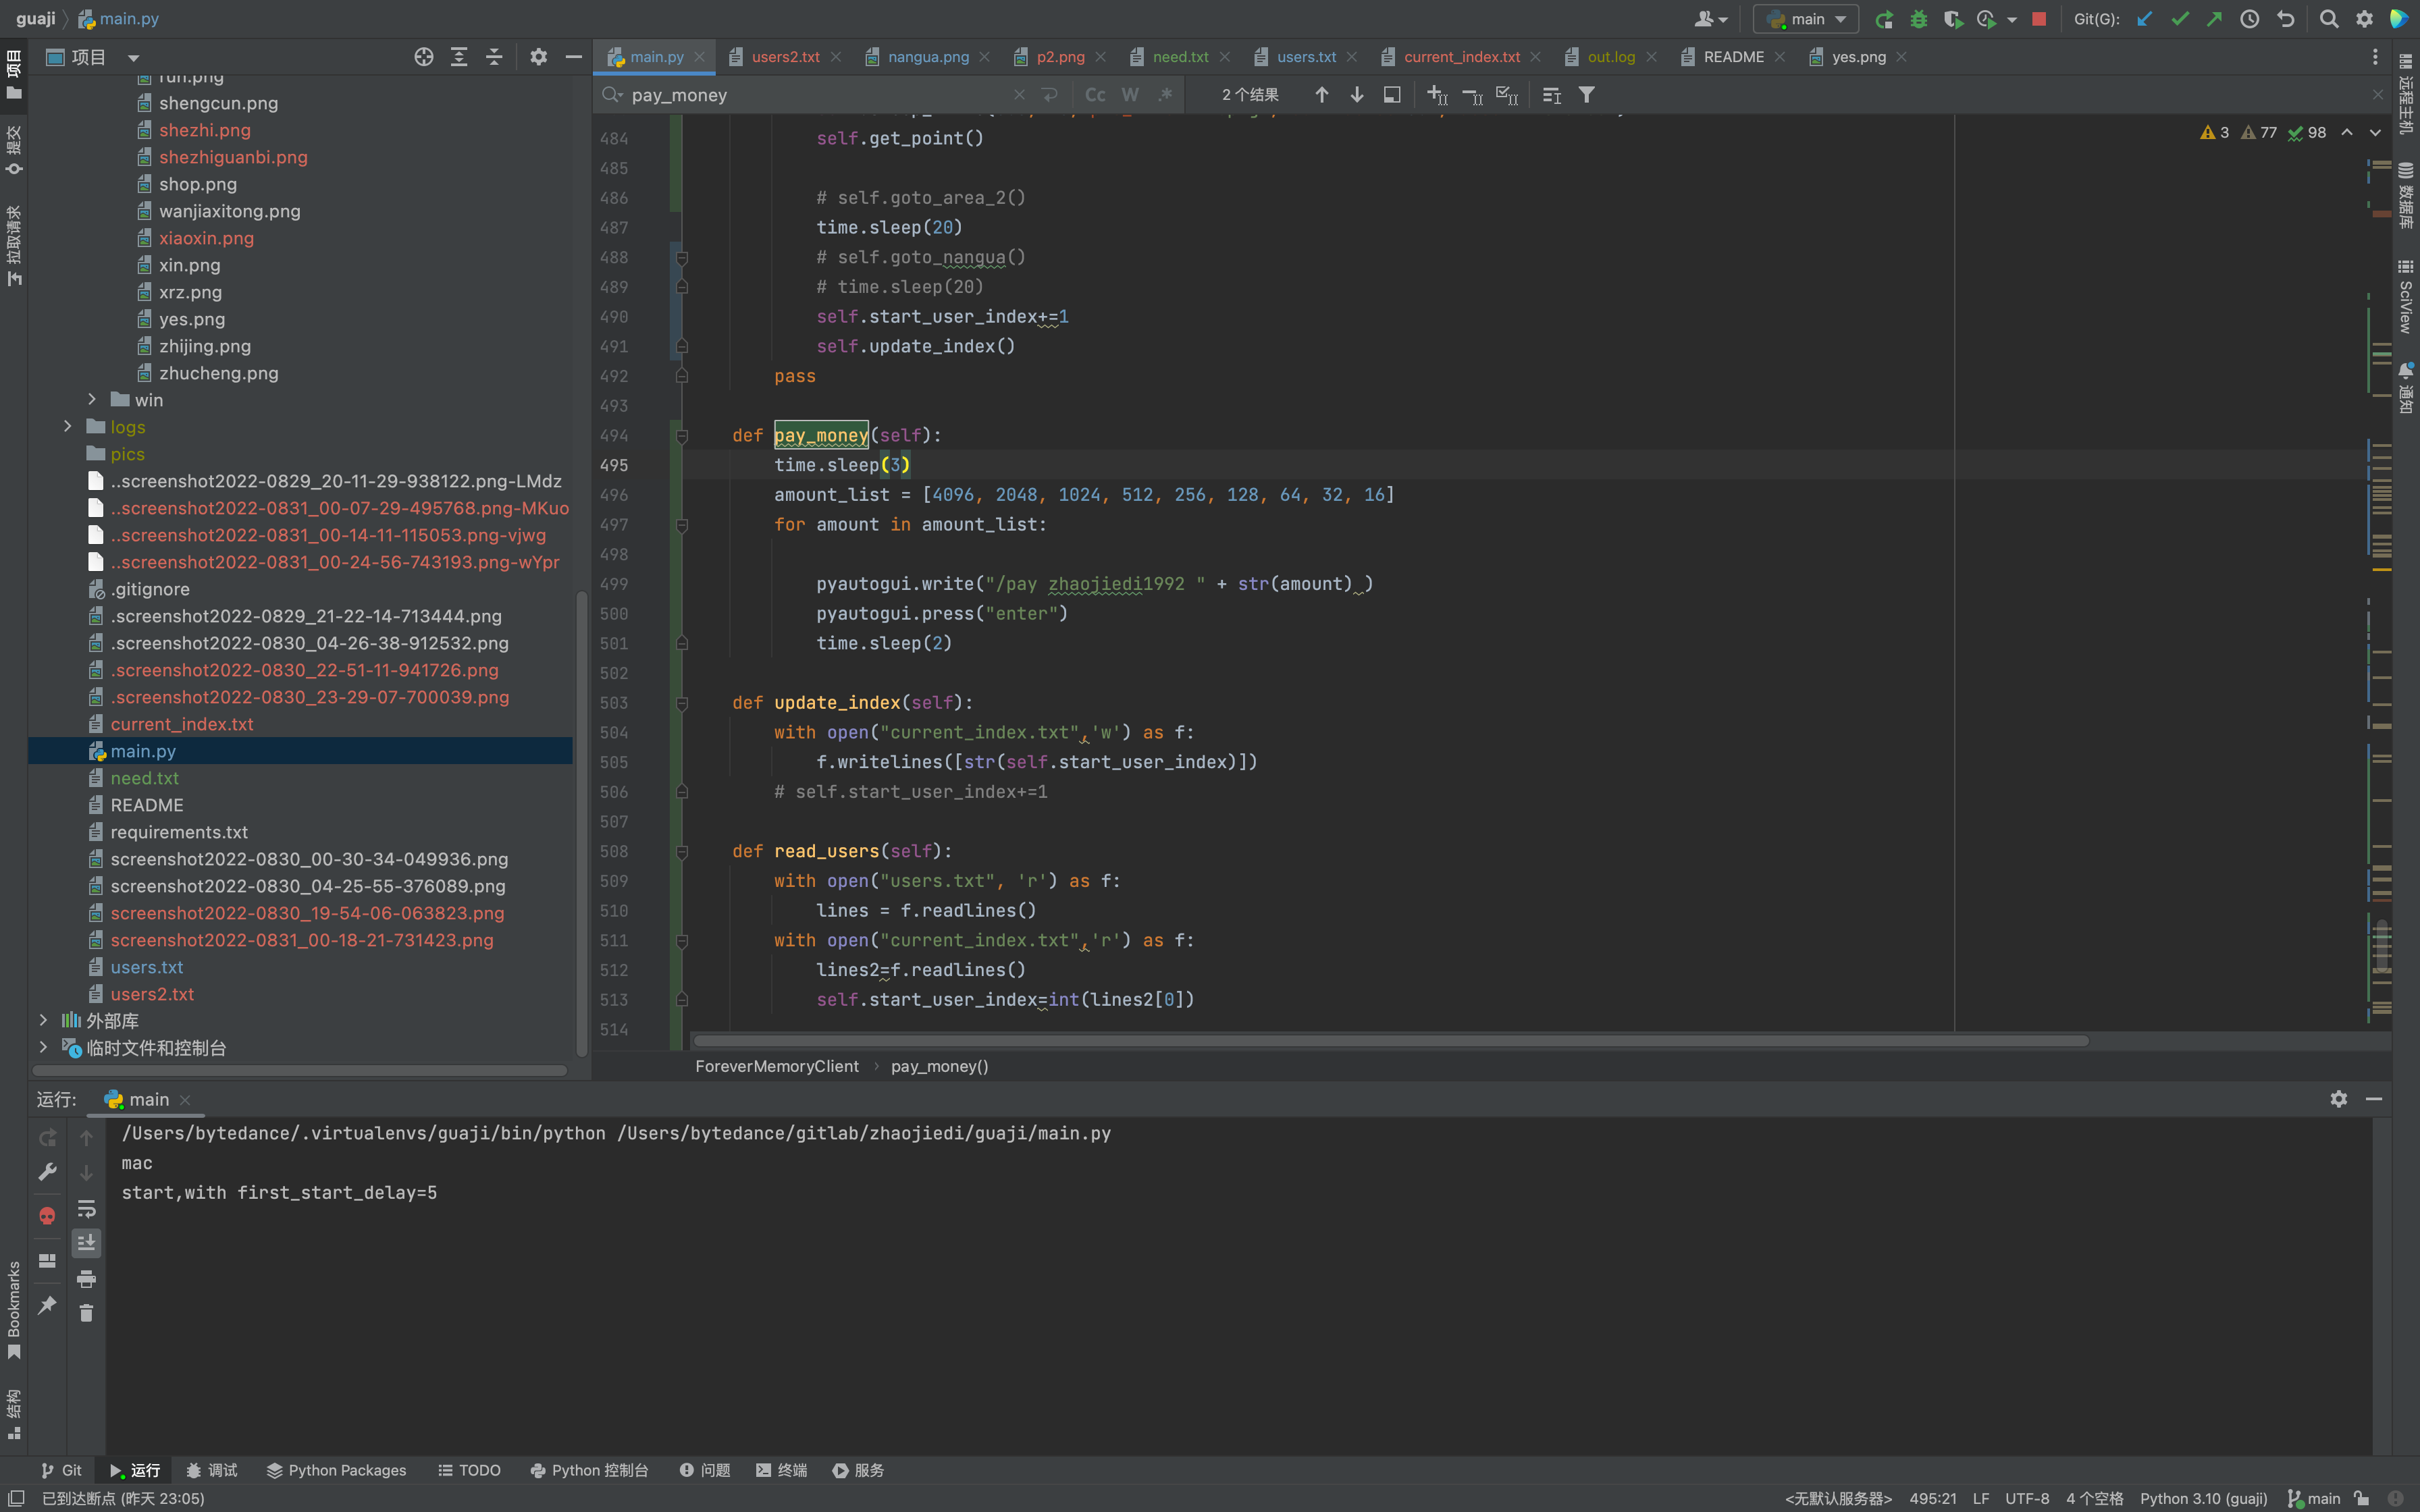 guaji
main.py
main
Git(G):
项目
main.py
users2.txt
nangua.png
p2.png
need.txt
users.txt
current_index.txt
out.log
README
yes.png
pay_money
Cc
W
.*
2 个结果
3
77
98
项目
提交
拉取请求
Bookmarks
结构
远程主机
数据库
SciView
通知
run.png
shengcun.png
shezhi.png
shezhiguanbi.png
shop.png
wanjiaxitong.png
xiaoxin.png
xin.png
xrz.png
yes.png
zhijing.png
zhucheng.png
win
logs
pics
..screenshot2022-0829_20-11-29-938122.png-LMdz
..screenshot2022-0831_00-07-29-495768.png-MKuo
..screenshot2022-0831_00-14-11-115053.png-vjwg
..screenshot2022-0831_00-24-56-743193.png-wYpr
.gitignore
.screenshot2022-0829_21-22-14-713444.png
.screenshot2022-0830_04-26-38-912532.png
.screenshot2022-0830_22-51-11-941726.png
.screenshot2022-0830_23-29-07-700039.png
current_index.txt
main.py
need.txt
README
requirements.txt
screenshot2022-0830_00-30-34-049936.png
screenshot2022-0830_04-25-55-376089.png
screenshot2022-0830_19-54-06-063823.png
screenshot2022-0831_00-18-21-731423.png
users.txt
users2.txt
外部库
临时文件和控制台
484 self.get_point()
485
486 # self.goto_area_2()
487 time.sleep(20)
488 # self.goto_nangua()
489 # time.sleep(20)
490 self.start_user_index+=1
491 self.update_index()
492 pass
493
494 def pay_money(self):
495 time.sleep(3)
496 amount_list = [4096, 2048, 1024, 512, 256, 128, 64, 32, 16]
497 for amount in amount_list:
498
499 pyautogui.write("/pay zhaojiedi1992 " + str(amount) )
500 pyautogui.press("enter")
501 time.sleep(2)
502
503 def update_index(self):
504 with open("current_index.txt",'w') as f:
505 f.writelines([str(self.start_user_index)])
506 # self.start_user_index+=1
507
508 def read_users(self):
509 with open("users.txt", 'r') as f:
510 lines = f.readlines()
511 with open("current_index.txt",'r') as f:
512 lines2=f.readlines()
513 self.start_user_index=int(lines2[0])
514
ForeverMemoryClient
pay_money()
运行:
main
/Users/bytedance/.virtualenvs/guaji/bin/python /Users/bytedance/gitlab/zhaojiedi/guaji/main.py
mac
start,with first_start_delay=5
Git
运行
调试
Python Packages
TODO
Python 控制台
问题
终端
服务
已到达断点 (昨天 23:05)
<无默认服务器>
495:21
LF
UTF-8
4 个空格
Python 3.10 (guaji)
main